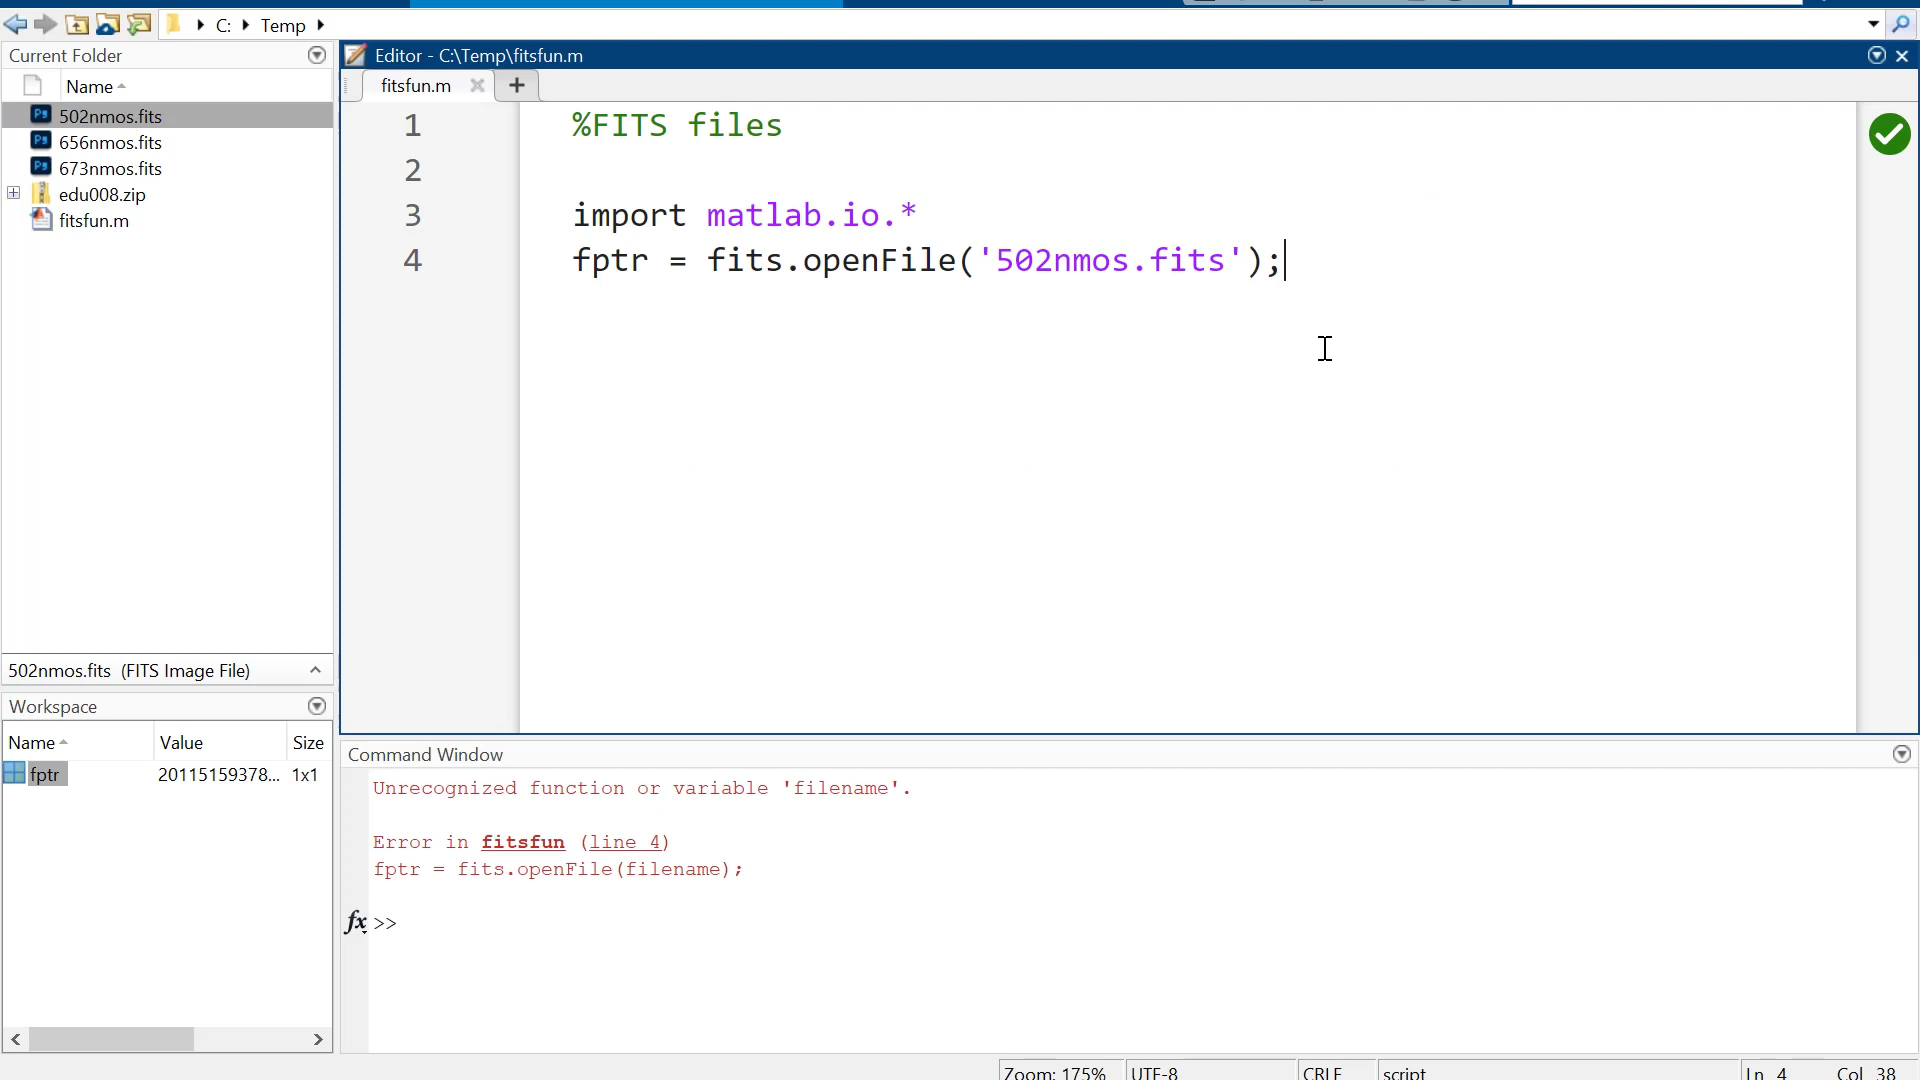 C: Temp
Current Folder
Name
502nmos.fits
656nmos.fits
673nmos.fits
edu008.zip
fitsfun.m
502nmos.fits (FITS Image File)
Workspace
Name Value Size
fptr 20115159378... 1x1
Editor - C:\Temp\fitsfun.m
fitsfun.m
1 %FITS files
2
3 import matlab.io.*
4 fptr = fits.openFile('502nmos.fits');
Command Window
Unrecognized function or variable 'filename'.
Error in fitsfun (line 4)
fptr = fits.openFile(filename);
fx >>
Zoom: 175% UTF-8 CRLF script Ln 4 Col 38